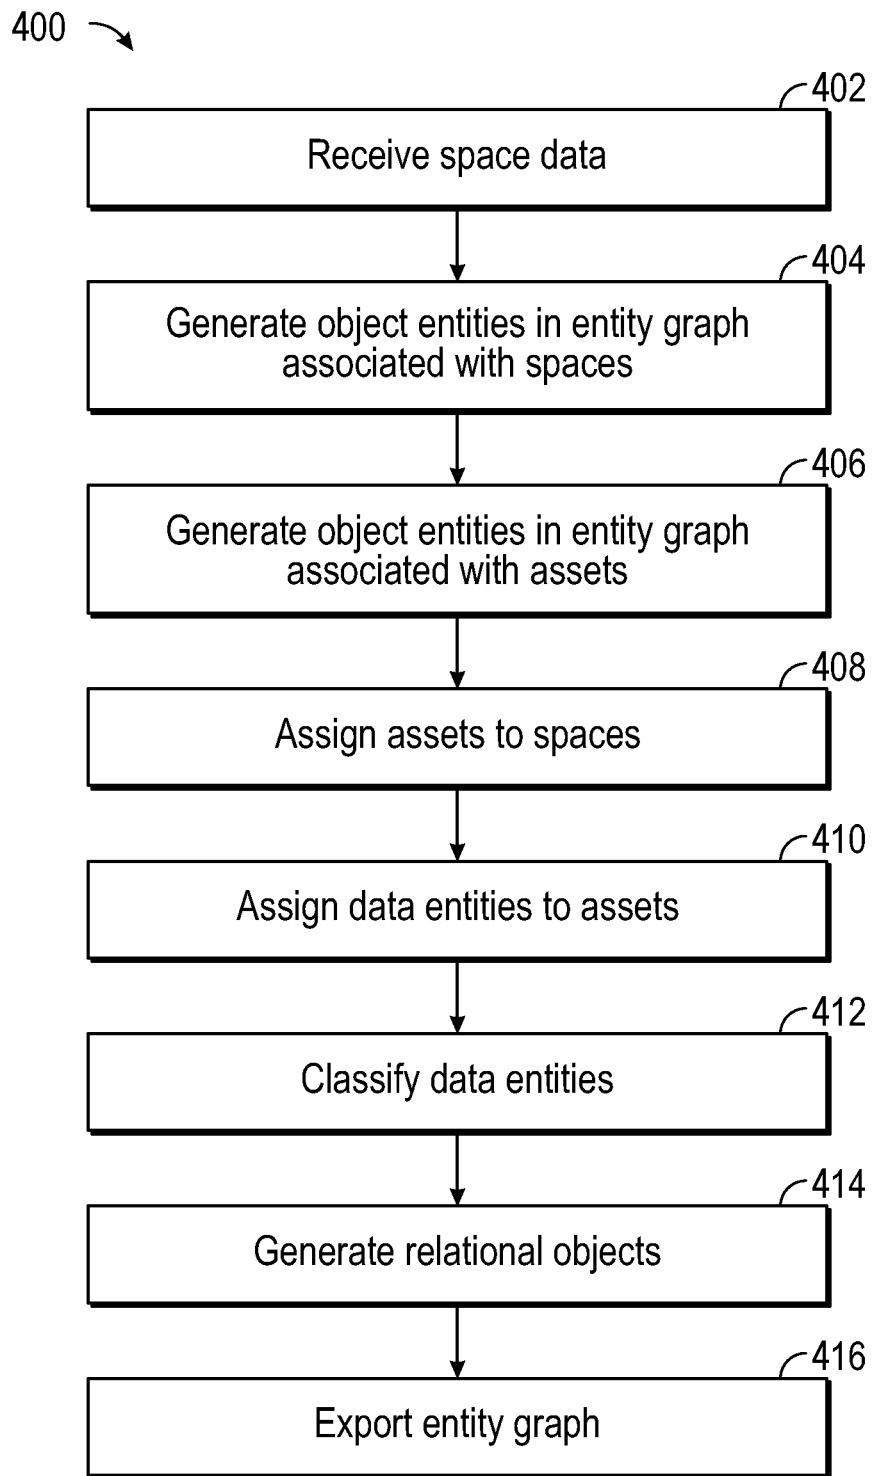 400
402
Receive space data
404
Generate object entities in entity graph
associated with spaces
406
Generate object entities in entity graph
associated with assets
408
Assign assets to spaces
410
Assign data entities to assets
412
Classify data entities
414
Generate relational objects
416
Export entity graph